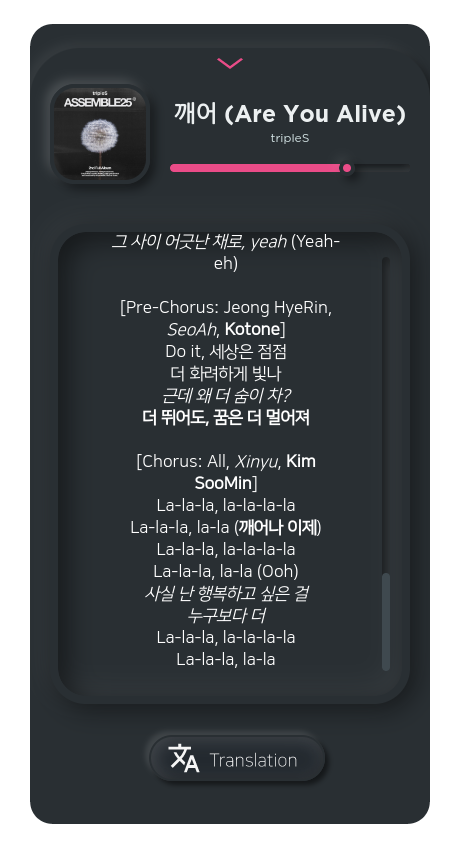 tripleS
ASSEMBLE25
깨어 (Are You Alive)
tripleS
그 사이 어긋난 채로, yeah (Yeah-
eh)
[Pre-Chorus: Jeong HyeRin,
SeoAh, Kotone]
Do it, 세상은 점점
더 화려하게 빛나
근데 왜 더 숨이 차?
더 뛰어도, 꿈은 더 멀어져
[Chorus: All, Xinyu, Kim
SooMin]
La-la-la, la-la-la-la
La-la-la, la-la (깨어나 이제)
La-la-la, la-la-la-la
La-la-la, la-la (Ooh)
사실 난 행복하고 싶은 걸
누구보다 더
La-la-la, la-la-la-la
La-la-la, la-la
Translation